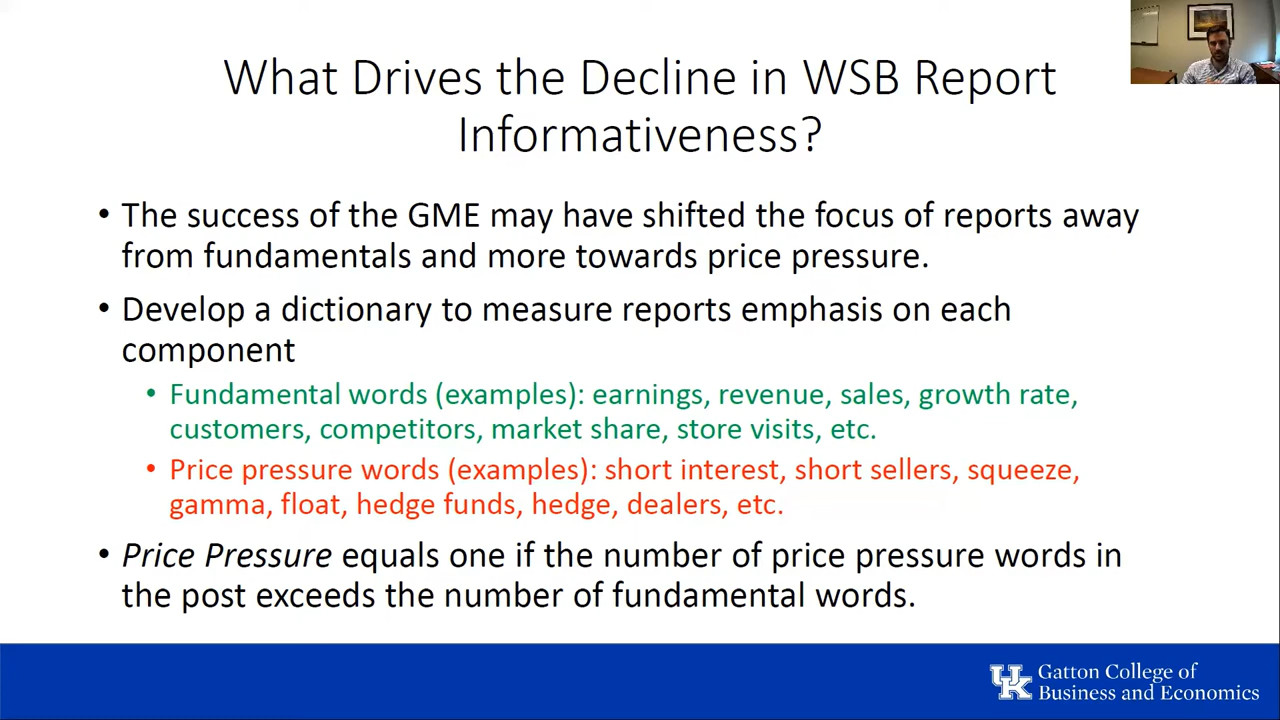 What Drives the Decline in WSB Report
Informativeness?
• The success of the GME may have shifted the focus of reports away
from fundamentals and more towards price pressure.
• Develop a dictionary to measure reports emphasis on each
component
• Fundamental words (examples): earnings, revenue, sales, growth rate,
customers, competitors, market share, store visits, etc.
• Price pressure words (examples): short interest, short sellers, squeeze,
gamma, float, hedge funds, hedge, dealers, etc.
• Price Pressure equals one if the number of price pressure words in
the post exceeds the number of fundamental words.
UK
Gatton College of
Business and Economics